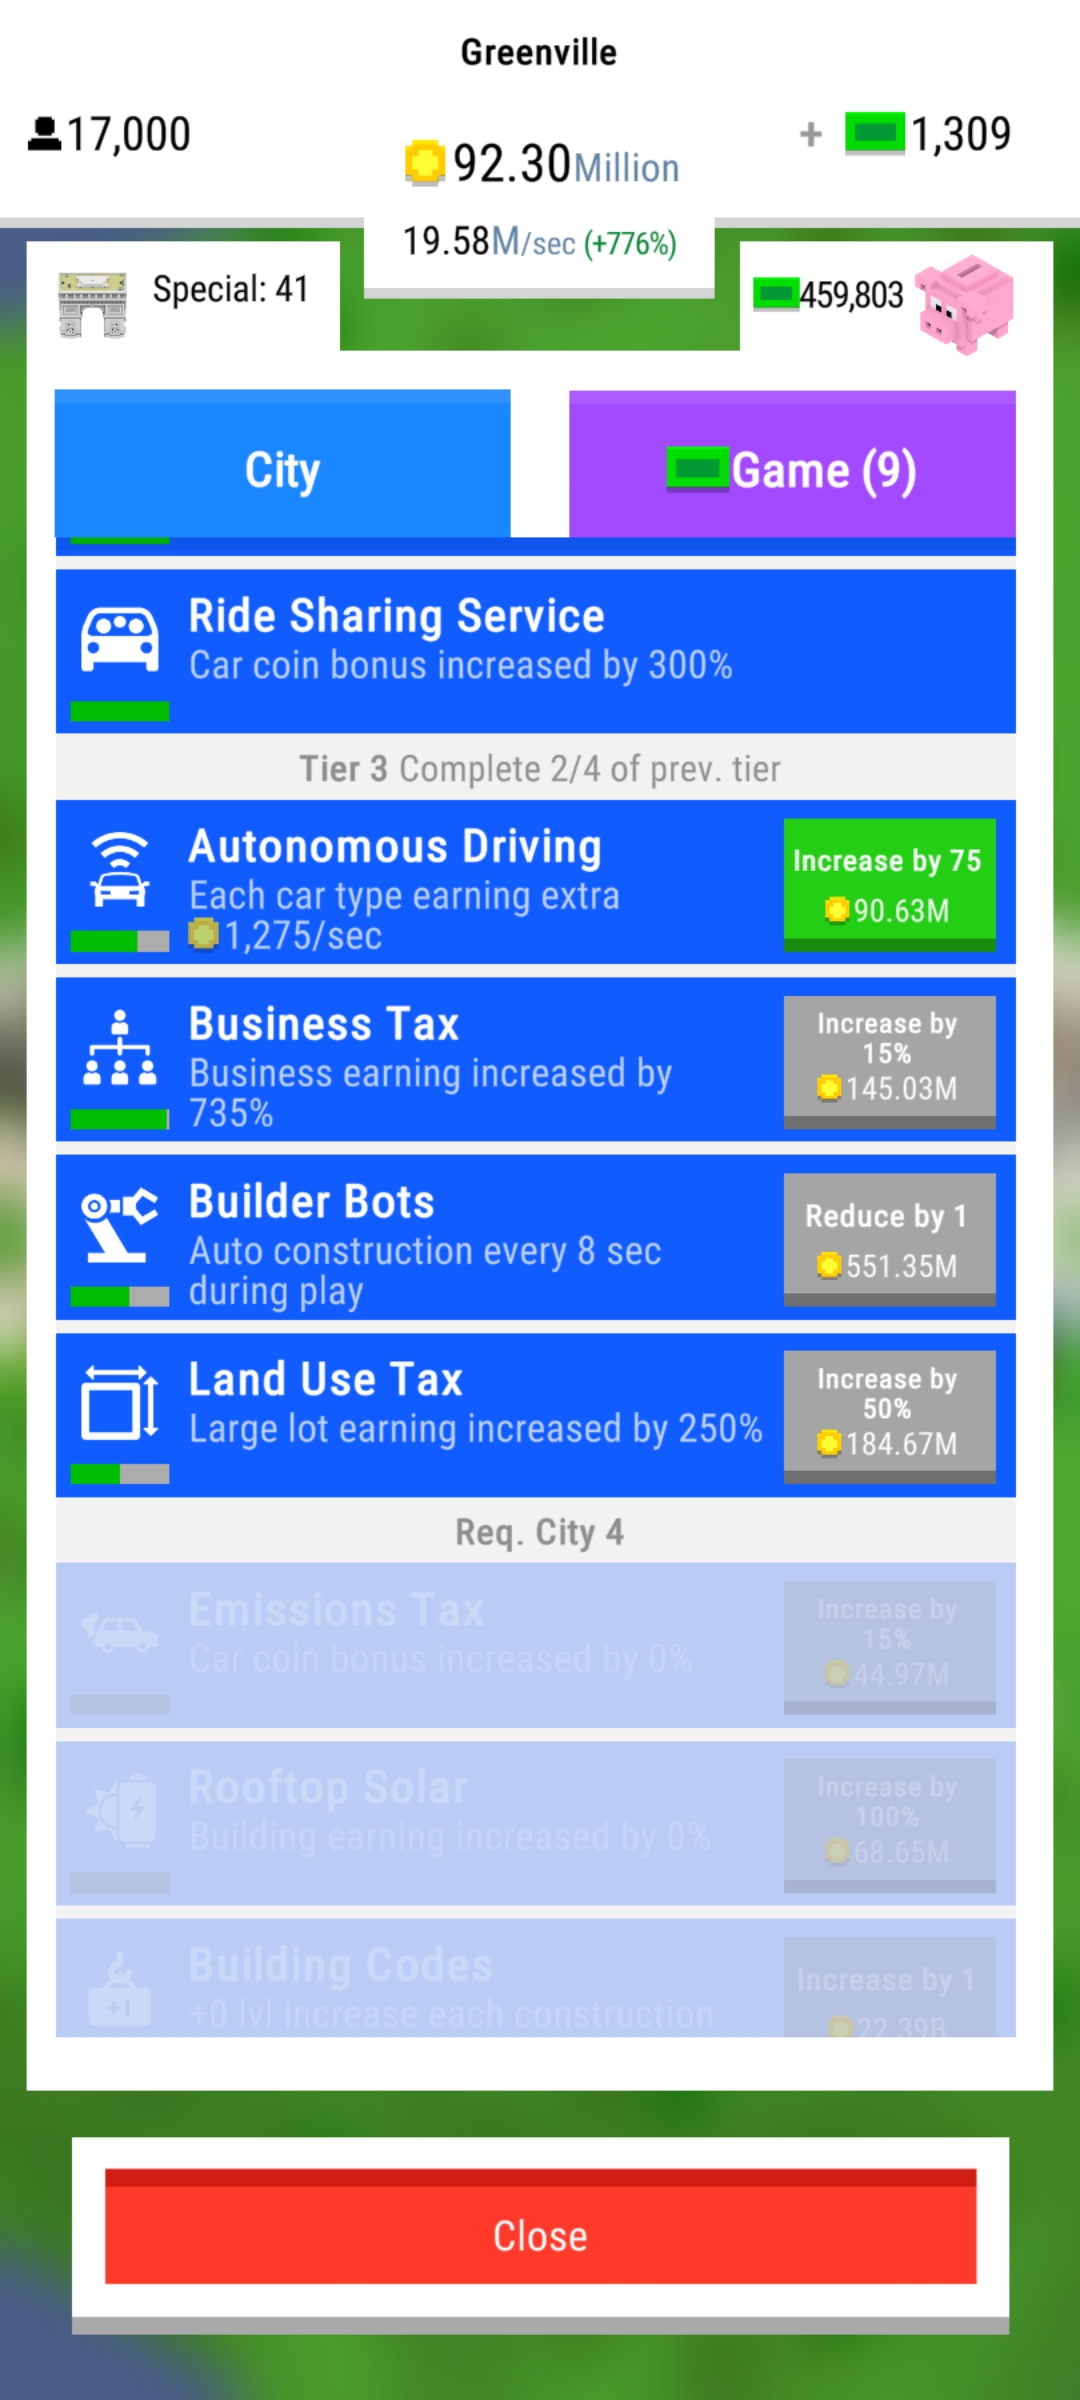 Greenville
17,000
92.30Million
+ 1,309
19.58M/sec (+776%)
Special: 41
459,803
City
Game (9)
Ride Sharing Service
Car coin bonus increased by 300%
Tier 3 Complete 2/4 of prev. tier
Autonomous Driving
Each car type earning extra
1,275/sec
Increase by 75
90.63M
Business Tax
Business earning increased by
735%
Increase by
15%
145.03M
Builder Bots
Auto construction every 8 sec
during play
Reduce by 1
551.35M
Land Use Tax
Large lot earning increased by 250%
Increase by
50%
184.67M
Req. City 4
Emissions Tax
Car coin bonus increased by 0%
Increase by
15%
44.97M
Rooftop Solar
Building earning increased by 0%
Increase by
100%
68.65M
Building Codes
+0 lvl increase each construction
+1
Increase by 1
22.39B
Close